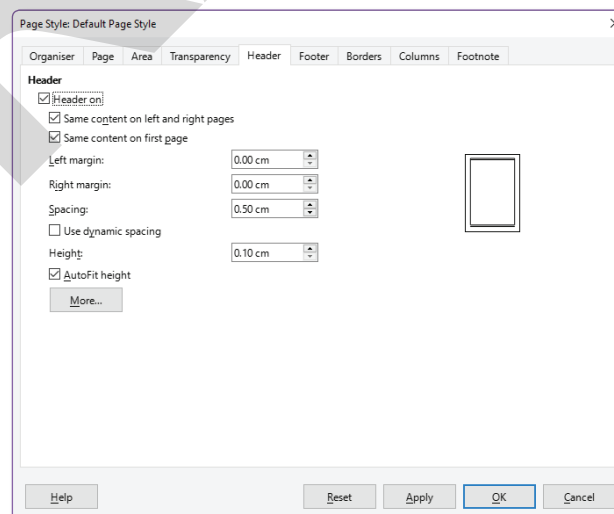 Page Style: Default Page Style
Organiser Page Area Transparency Header Footer Borders Columns Footnote
Header
Header on
Same content on left and right pages
Same content on first page
Left margin: 0.00 cm
Right margin: 0.00 cm
Spacing: 0.50 cm
Use dynamic spacing
Height: 0.10 cm
AutoFit height
More...
Help Reset Apply OK Cancel